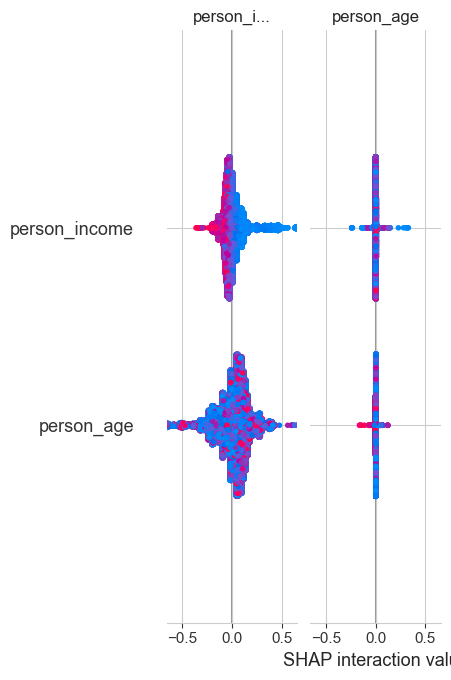 person_i... person_age
person_income
person_age
−0.5 0.0 0.5 −0.5 0.0 0.5
SHAP interaction valu